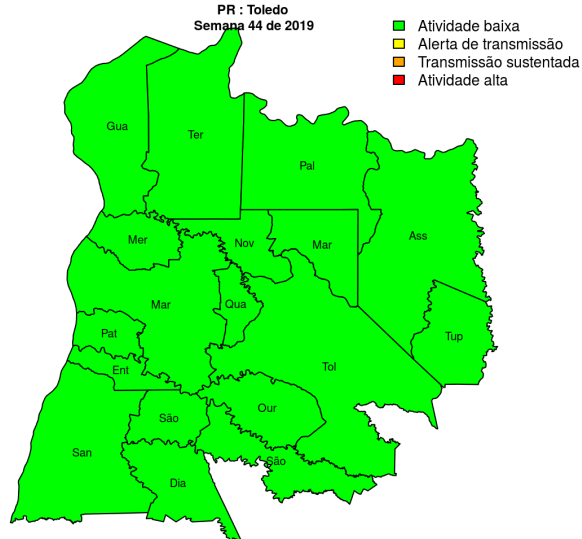 PR : Toledo
Semana 44 de 2019
Atividade baixa
Alerta de transmissão
Transmissão sustentada
Atividade alta
Gua
Ter
Pal
Mer
Nov
Mar
Ass
Mar
Qua
Pat
Tup
Ent
Tol
São
Our
San
São
Dia